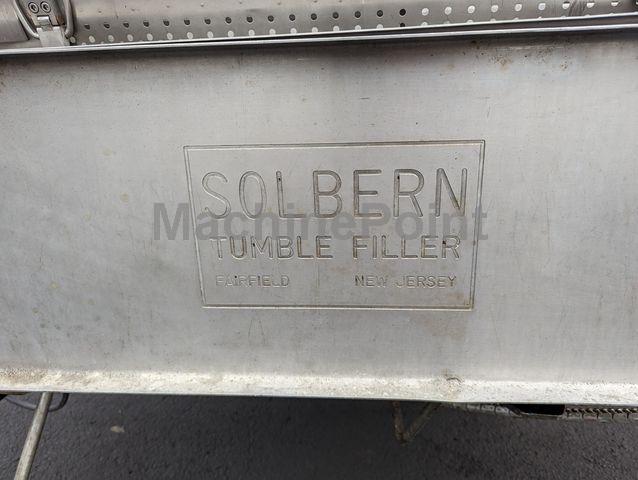 SOLBERN
MachinePoint
TUMBLE FILLER
FAIRFIELD NEW JERSEY